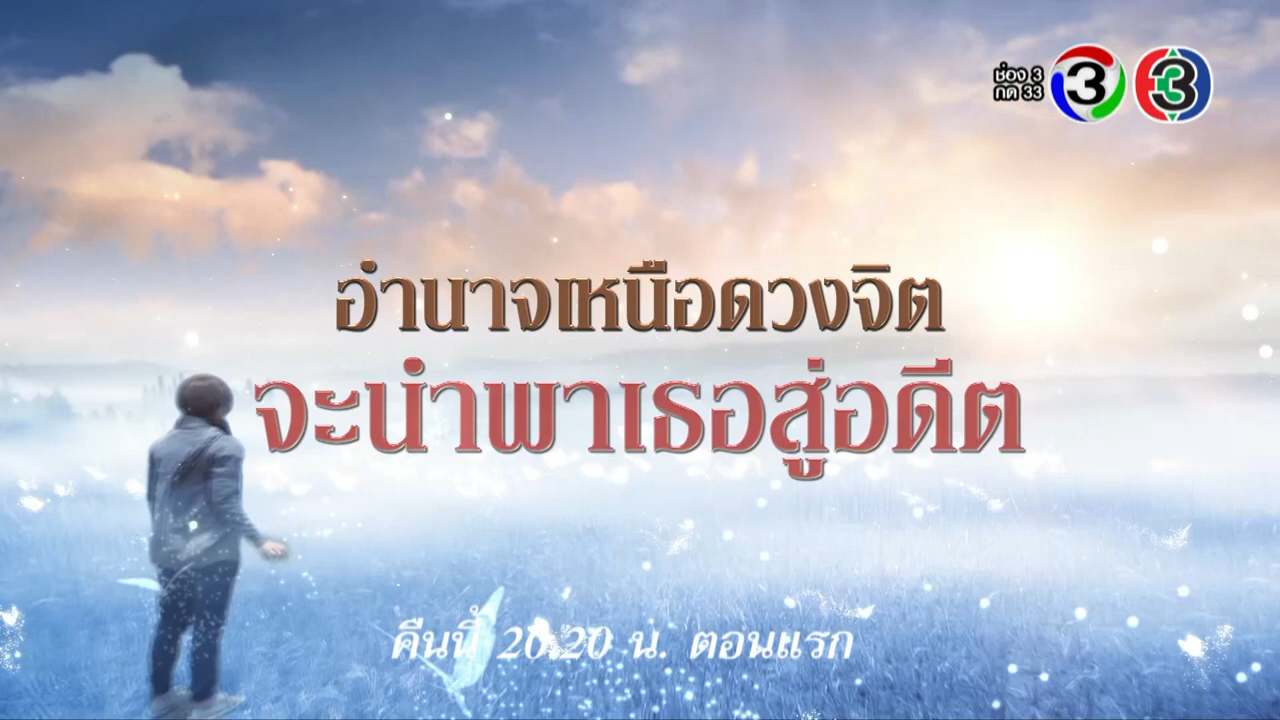 ช่อง 3
กด 33
3
3
อำนาจเหนือดวงจิต
จะนำพาเธอสู่อดีต
คืนนี้ 20.20 น. ตอนแรก